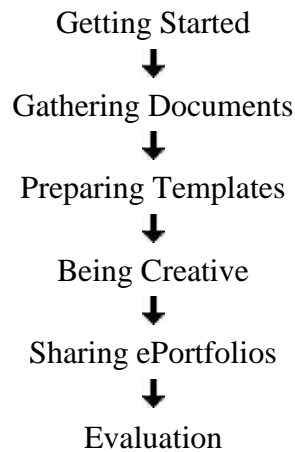 Getting Started
Gathering Documents
Preparing Templates
Being Creative
Sharing ePortfolios
Evaluation